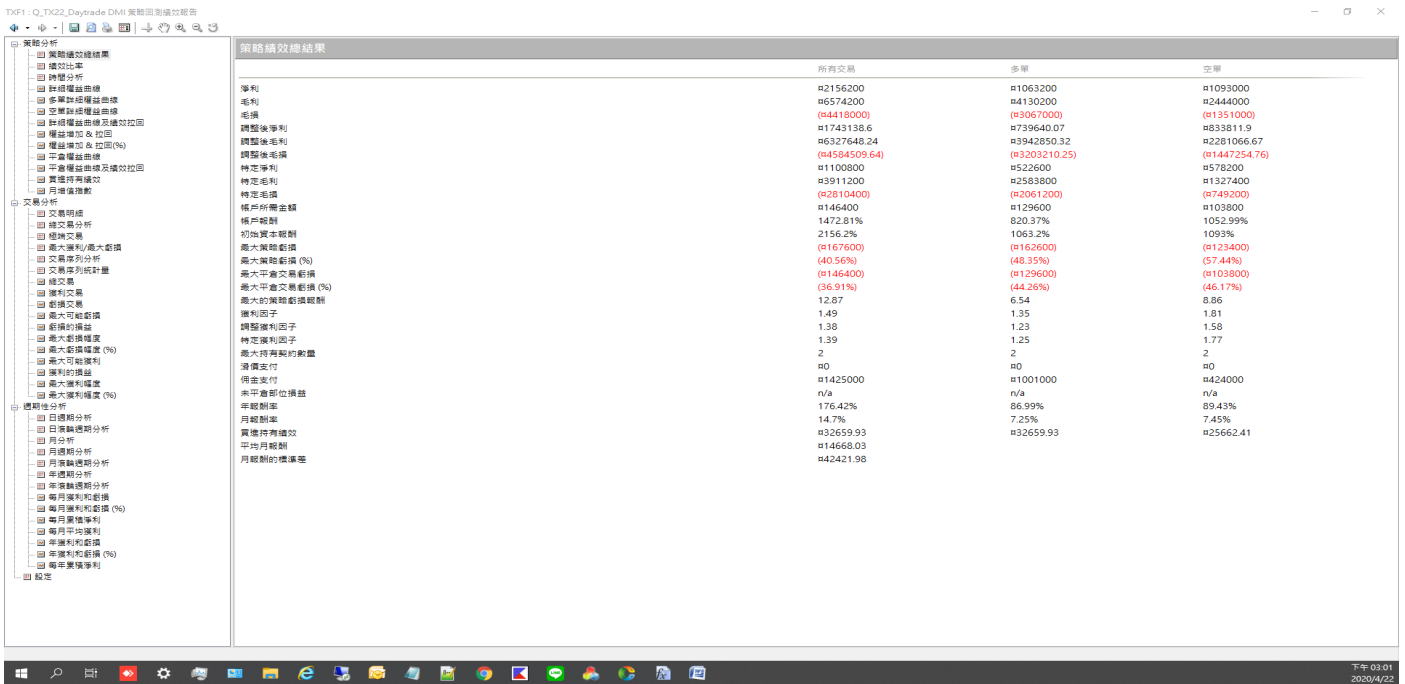 TXF1 : Q_TX22_Daytrade DMI 策略回測績效報告
策略分析
策略績效總結果
績效比率
時間分析
詳細權益曲線
多單詳細權益曲線
空單詳細權益曲線
詳細權益曲線及績效拉回
權益增加 & 拉回
權益增加 & 拉回(%)
平倉權益曲線
平倉權益曲線及績效拉回
買進持有績效
月增值指數
交易分析
交易明細
總交易分析
極端交易
最大獲利/最大虧損
交易序列分析
交易序列統計量
總交易
獲利交易
虧損交易
最大可能虧損
虧損的損益
最大虧損幅度
最大虧損幅度 (%)
最大可能獲利
獲利的損益
最大獲利幅度
最大獲利幅度 (%)
週期性分析
日週期分析
日滾輪週期分析
月分析
月週期分析
月滾輪週期分析
年週期分析
年滾輪週期分析
每月獲利和虧損
每月獲利和虧損 (%)
每月累積淨利
每月平均獲利
年獲利和虧損
年獲利和虧損 (%)
每年累積淨利
設定
策略績效總結果
所有交易 多單 空單
淨利 ¤2156200 ¤1063200 ¤1093000
毛利 ¤6574200 ¤4130200 ¤2444000
毛損 (¤4418000) (¤3067000) (¤1351000)
調整後淨利 ¤1743138.6 ¤739640.07 ¤833811.9
調整後毛利 ¤6327648.24 ¤3942850.32 ¤2281066.67
調整後毛損 (¤4584509.64) (¤3203210.25) (¤1447254.76)
特定淨利 ¤1100800 ¤522600 ¤578200
特定毛利 ¤3911200 ¤2583800 ¤1327400
特定毛損 (¤2810400) (¤2061200) (¤749200)
帳戶所需金額 ¤146400 ¤129600 ¤103800
帳戶報酬 1472.81% 820.37% 1052.99%
初始資本報酬 2156.2% 1063.2% 1093%
最大策略虧損 (¤167600) (¤162600) (¤123400)
最大策略虧損 (%) (40.56%) (48.35%) (57.44%)
最大平倉交易虧損 (¤146400) (¤129600) (¤103800)
最大平倉交易虧損 (%) (36.91%) (44.26%) (46.17%)
最大的策略虧損報酬 12.87 6.54 8.86
獲利因子 1.49 1.35 1.81
調整獲利因子 1.38 1.23 1.58
特定獲利因子 1.39 1.25 1.77
最大持有契約數量 2 2 2
滑價支付 ¤0 ¤0 ¤0
佣金支付 ¤1425000 ¤1001000 ¤424000
未平倉部位損益 n/a n/a n/a
年報酬率 176.42% 86.99% 89.43%
月報酬率 14.7% 7.25% 7.45%
買進持有績效 ¤32659.93 ¤32659.93 ¤25662.41
平均月報酬 ¤14668.03
月報酬的標準差 ¤42421.98
下午 03:01
2020/4/22